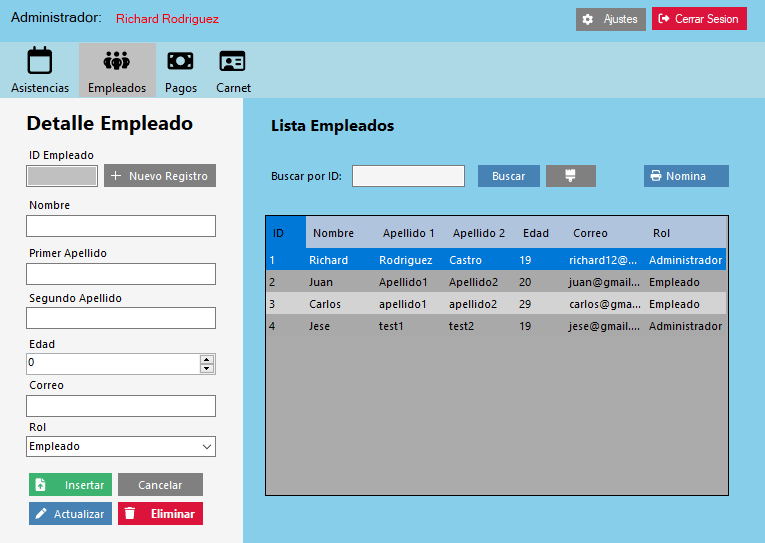 Administrador: Richard Rodriguez
Ajustes
Cerrar Sesion
Asistencias
Empleados
Pagos
Carnet
Detalle Empleado
ID Empleado
Nuevo Registro
Nombre
Primer Apellido
Segundo Apellido
Edad
0
Correo
Rol
Empleado
Insertar
Cancelar
Actualizar
Eliminar
Lista Empleados
Buscar por ID:
Buscar
Nomina
ID Nombre Apellido 1 Apellido 2 Edad Correo Rol
1 Richard Rodriguez Castro 19 richard12@... Administrador
2 Juan Apellido1 Apellido2 20 juan@gmail.... Empleado
3 Carlos apellido1 apellido2 29 carlos@gma... Empleado
4 Jese test1 test2 19 jese@gmail.... Administrador